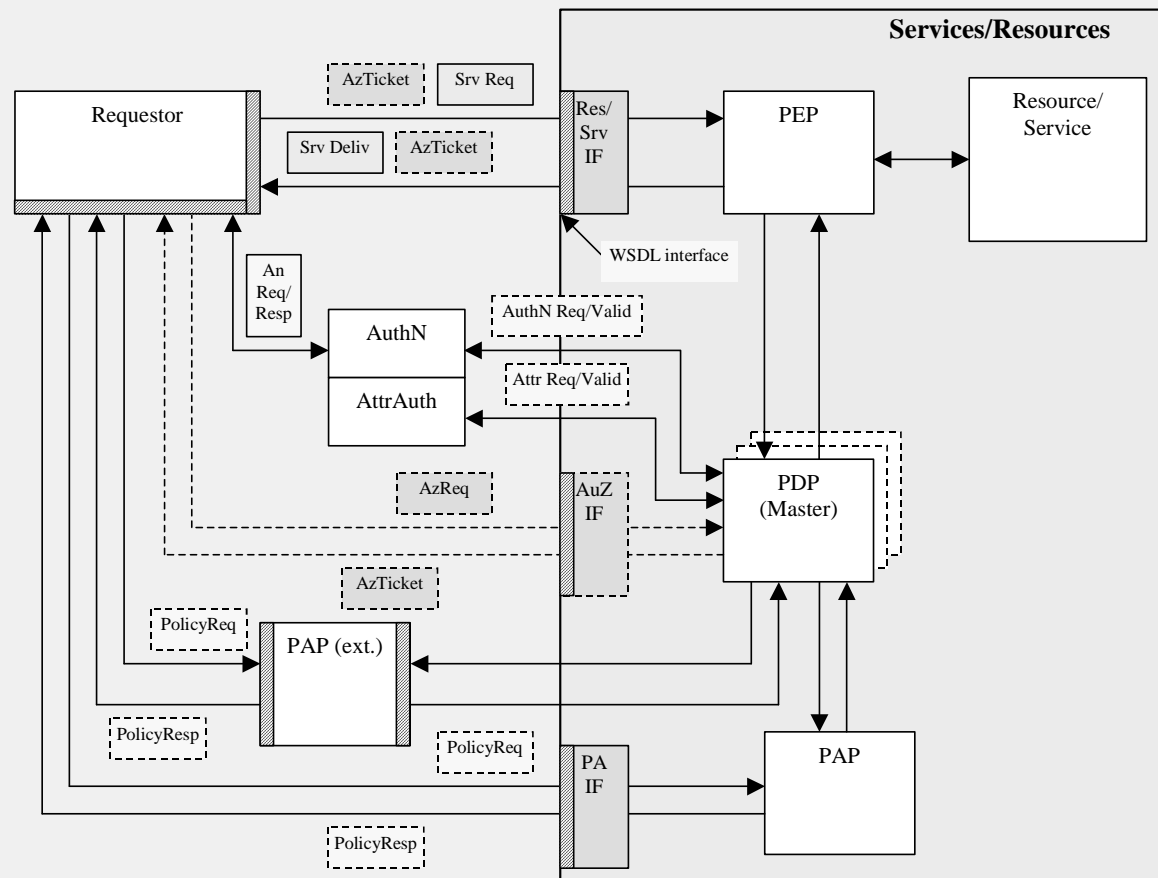 Services/Resources
AzTicket
Srv Req
Requestor
Res/
Srv
IF
PEP
Resource/
Service
Srv Deliv
AzTicket
WSDL interface
An
Req/
Resp
AuthN Req/Valid
AuthN
Attr Req/Valid
AttrAuth
AzReq
AuZ
IF
PDP
(Master)
AzTicket
PolicyReq
PAP (ext.)
PolicyResp
PolicyReq
PA
IF
PAP
PolicyResp